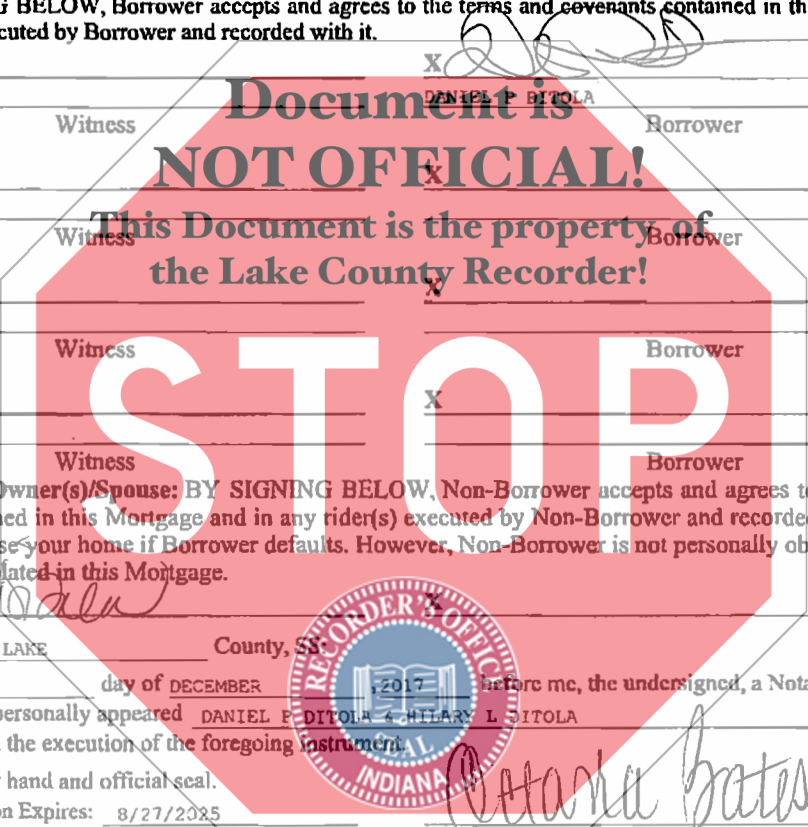 G BELOW, Borrower accepts and agrees to the terms and covenants contained in th
cuted by Borrower and recorded with it.
X
Document is
DANIEL P DITOLA
Witness Borrower
NOT OFFICIAL!
X
This Document is the property of
Witness Borrower
the Lake County Recorder!
X
Witness Borrower
STOP
X
Witness Borrower
Owner(s)/Spouse: BY SIGNING BELOW, Non-Borrower accepts and agrees to
ned in this Mortgage and in any rider(s) executed by Non-Borrower and recorde
se your home if Borrower defaults. However, Non-Borrower is not personally ob
lated in this Mortgage.
X
RECORDER'S OFFICE
LAKE County, SS:
day of DECEMBER ,2017 before me, the undersigned, a Nota
personally appeared DANIEL P DITOLA & HILARY L DITOLA
the execution of the foregoing instrument.
SEAL
INDIANA
hand and official seal.
n Expires: 8/27/2025
Bates